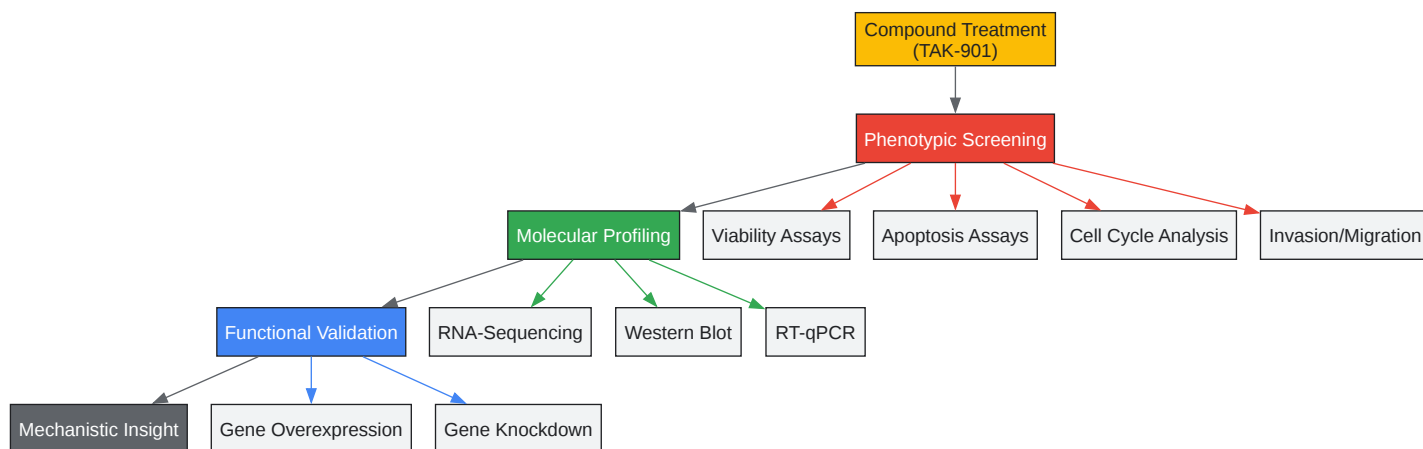 Compound Treatment
(TAK-901)
Phenotypic Screening
Molecular Profiling
Viability Assays
Apoptosis Assays
Cell Cycle Analysis
Invasion/Migration
Functional Validation
RNA-Sequencing
Western Blot
RT-qPCR
Mechanistic Insight
Gene Overexpression
Gene Knockdown